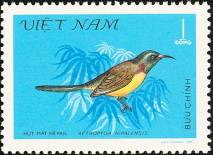 VIỆT NAM
1
ĐỒNG
BƯU CHÍNH
HÚT MẬT NÊ PAN AETHOPYGA NIPALENSIS